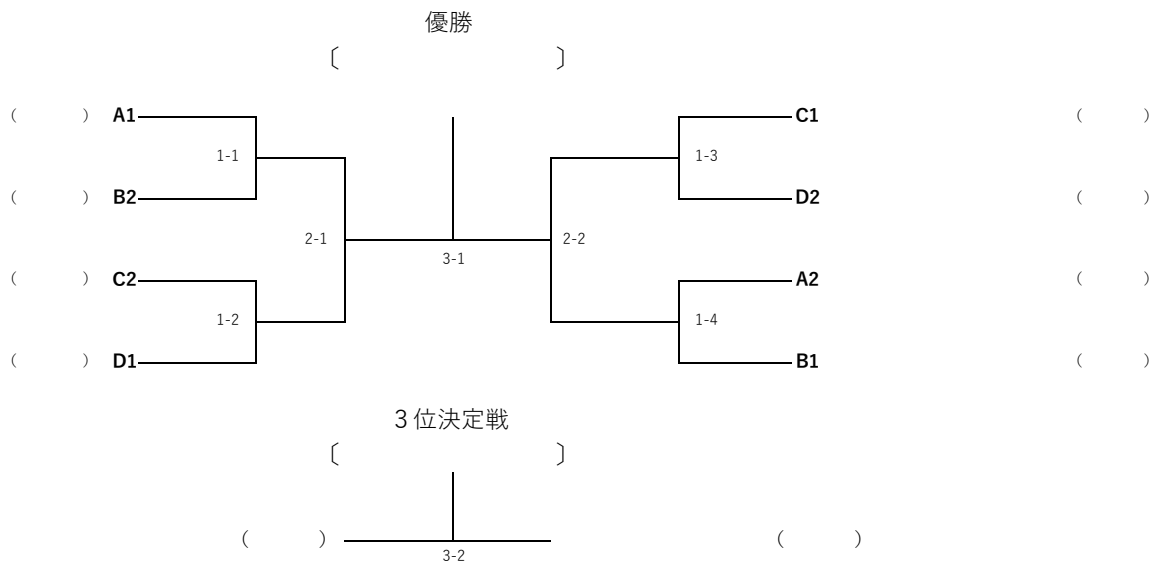 優勝
〔 〕
( ) A1 C1 ( )
1-1 1-3
( ) B2 D2 ( )
2-1 2-2
3-1
( ) C2 A2 ( )
1-2 1-4
( ) D1 B1 ( )
3位決定戦
〔 〕
( ) ( )
3-2